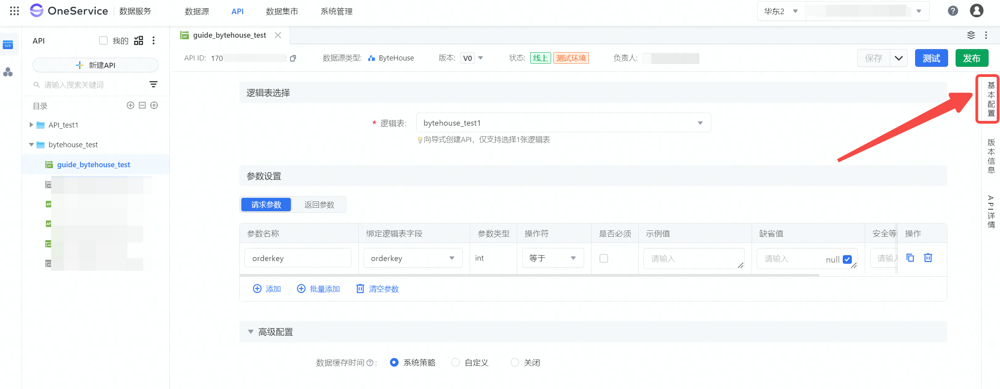 OneService 数据服务 数据源 API 数据集市 系统管理 华东2
API 我的
新建API
请输入搜索关键词
目录
API_test1
bytehouse_test
guide_bytehouse_test
guide_bytehouse_test
API ID: 170 数据源类型: ByteHouse 版本: V0 状态: 线上 测试环境 负责人: 保存 测试 发布
逻辑表选择
* 逻辑表: bytehouse_test1
向导式创建API，仅支持选择1张逻辑表
参数设置
请求参数 返回参数
参数名称 绑定逻辑表字段 参数类型 操作符 是否必须 示例值 缺省值 安全等 操作
orderkey orderkey int 等于 请输入 请输入 null 请输入
添加 批量添加 清空参数
高级配置
数据缓存时间 : 系统策略 自定义 关闭
基本配置
版本信息
API详情